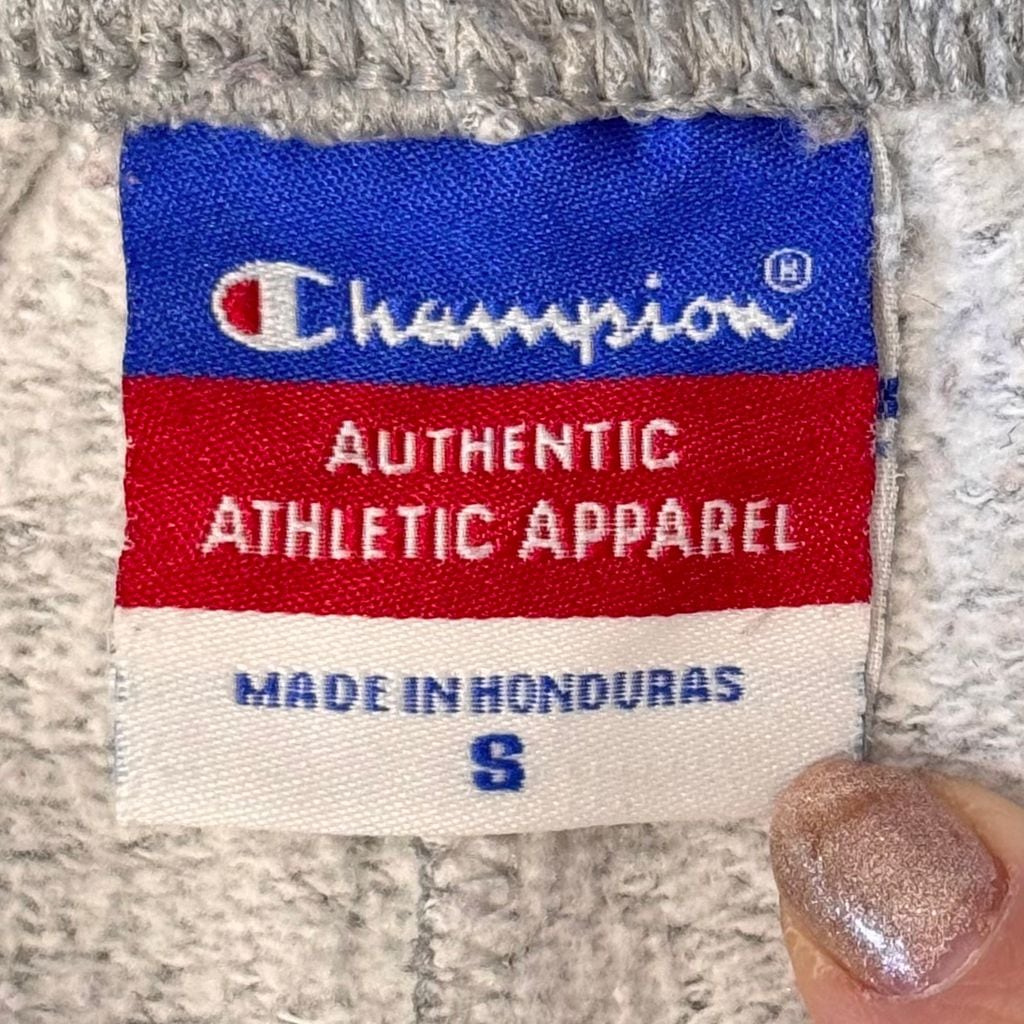 Champion®
AUTHENTIC
ATHLETIC APPAREL
MADE IN HONDURAS
S